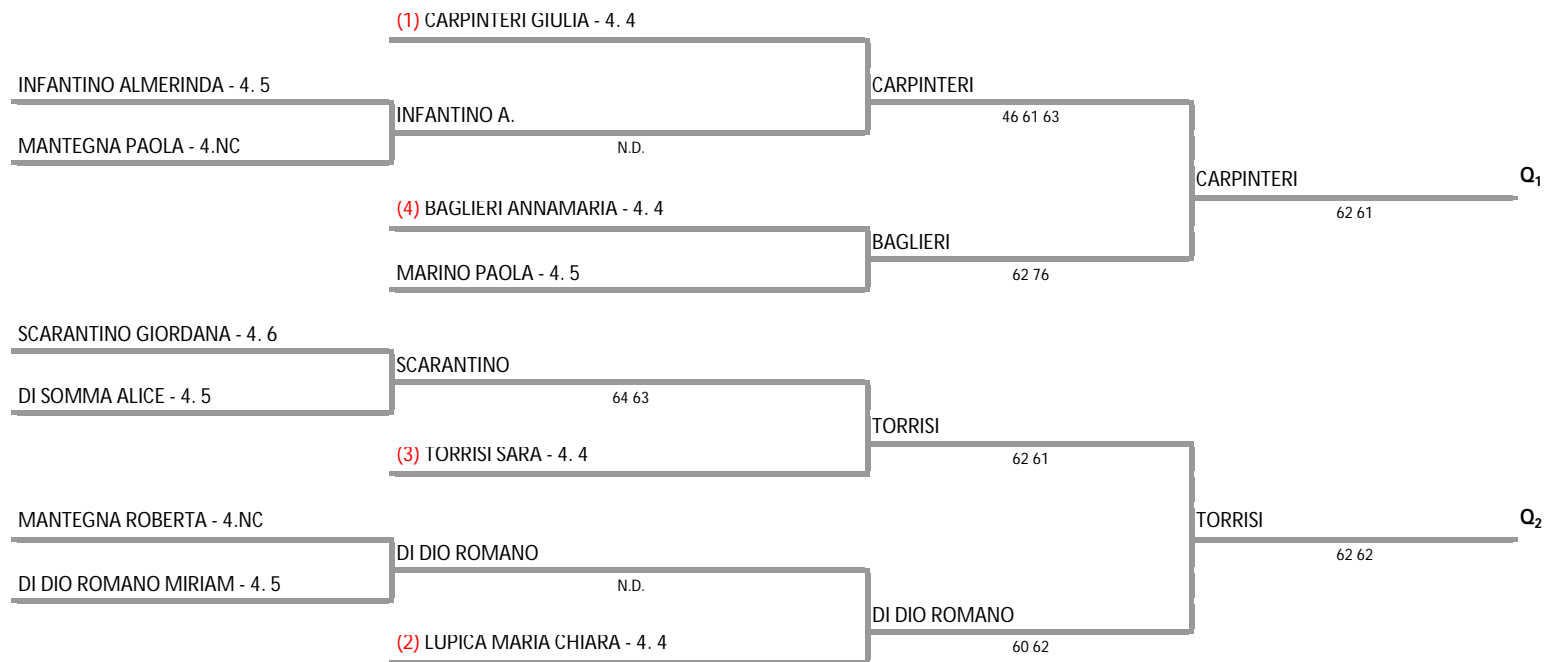 (1) CARPINTERI GIULIA - 4. 4
INFANTINO ALMERINDA - 4. 5
CARPINTERI
INFANTINO A.
46 61 63
MANTEGNA PAOLA - 4.NC
N.D.
CARPINTERI
Q1
(4) BAGLIERI ANNAMARIA - 4. 4
62 61
BAGLIERI
MARINO PAOLA - 4. 5
62 76
SCARANTINO GIORDANA - 4. 6
SCARANTINO
DI SOMMA ALICE - 4. 5
64 63
TORRISI
(3) TORRISI SARA - 4. 4
62 61
MANTEGNA ROBERTA - 4.NC
TORRISI
Q2
DI DIO ROMANO
62 62
DI DIO ROMANO MIRIAM - 4. 5
N.D.
DI DIO ROMANO
(2) LUPICA MARIA CHIARA - 4. 4
60 62